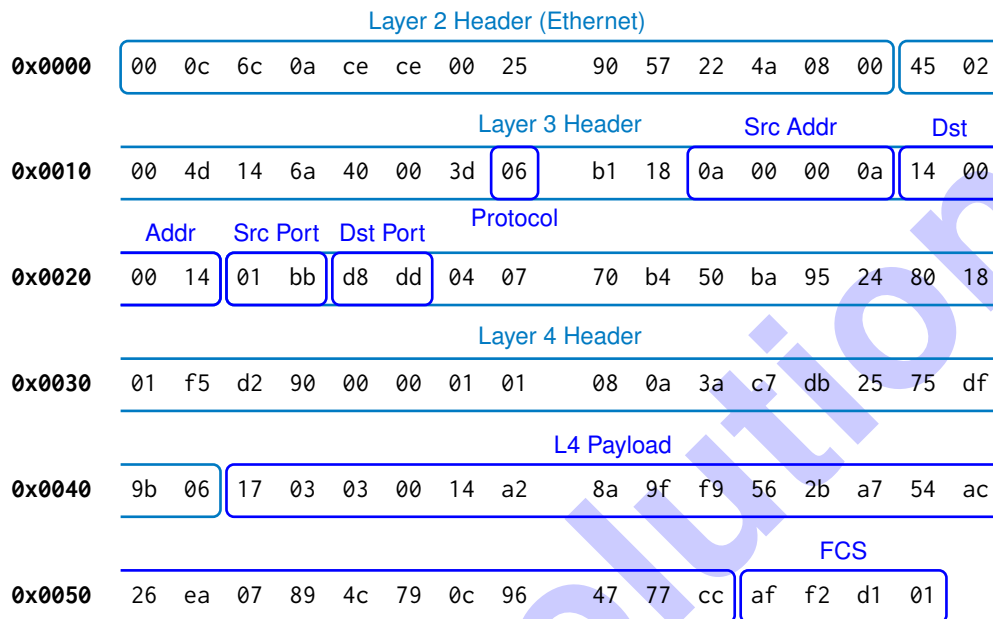 Layer 2 Header (Ethernet)
0x0000 00 0c 6c 0a ce ce 00 25 90 57 22 4a 08 00 45 02
Layer 3 Header Src Addr Dst
0x0010 00 4d 14 6a 40 00 3d 06 b1 18 0a 00 00 0a 14 00
Protocol
Addr Src Port Dst Port
0x0020 00 14 01 bb d8 dd 04 07 70 b4 50 ba 95 24 80 18
Layer 4 Header
0x0030 01 f5 d2 90 00 00 01 01 08 0a 3a c7 db 25 75 df
L4 Payload
0x0040 9b 06 17 03 03 00 14 a2 8a 9f f9 56 2b a7 54 ac
FCS
0x0050 26 ea 07 89 4c 79 0c 96 47 77 cc af f2 d1 01
olution